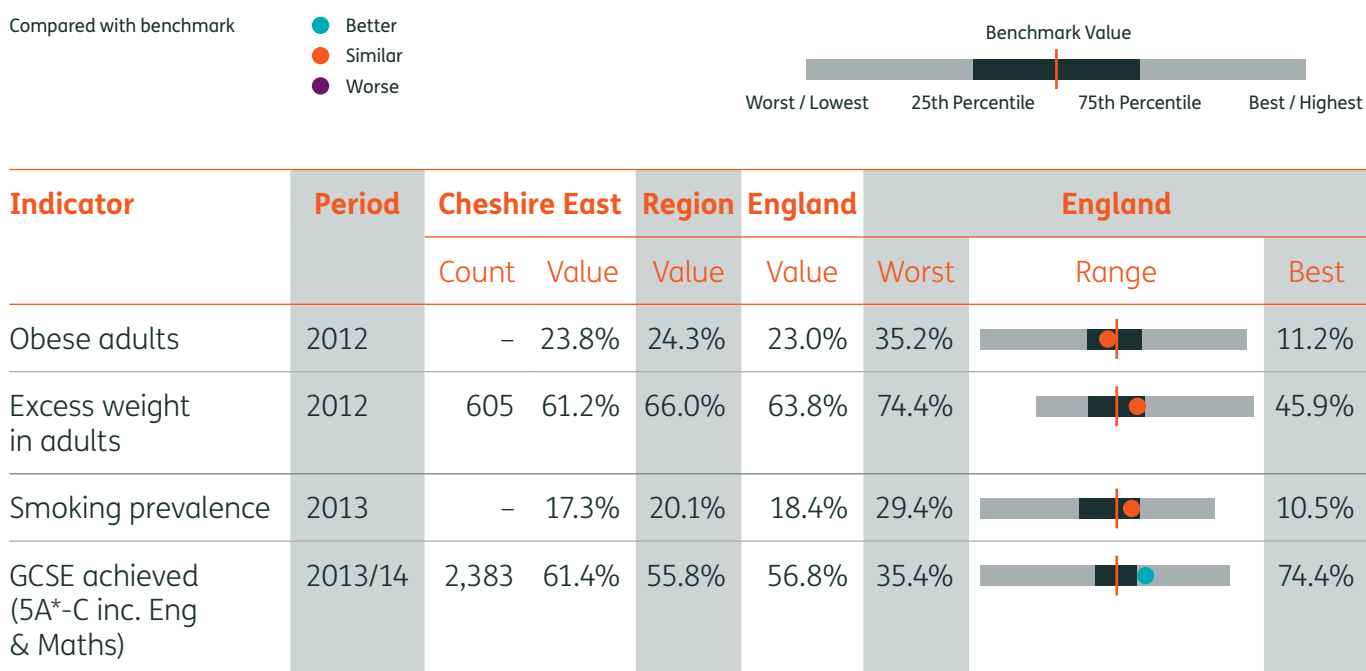 Compared with benchmark
Better
Similar
Worse
Benchmark Value
Worst / Lowest 25th Percentile 75th Percentile Best / Highest
Indicator Period Cheshire East Region England England
Count Value Value Value Worst Range Best
Obese adults 2012 – 23.8% 24.3% 23.0% 35.2% 11.2%
Excess weight 2012 605 61.2% 66.0% 63.8% 74.4% 45.9%
in adults
Smoking prevalence 2013 – 17.3% 20.1% 18.4% 29.4% 10.5%
GCSE achieved 2013/14 2,383 61.4% 55.8% 56.8% 35.4% 74.4%
(5A*-C inc. Eng
& Maths)